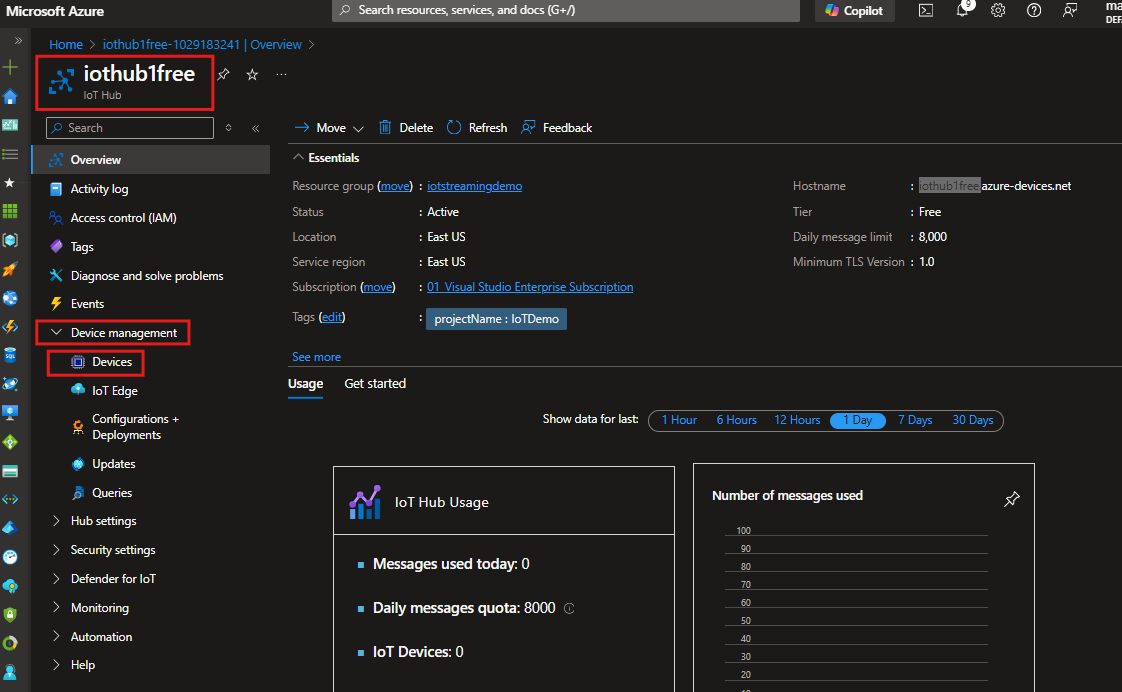 Microsoft Azure
Search resources, services, and docs (G+/)
Copilot
9
ma
DEF
Home > iothub1free-1029183241 | Overview >
iothub1free
IoT Hub
Search
Move
Delete
Refresh
Feedback
Overview
Activity log
Access control (IAM)
Tags
Diagnose and solve problems
Events
Device management
Devices
IoT Edge
Configurations +
Deployments
Updates
Queries
Hub settings
Security settings
Defender for IoT
Monitoring
Automation
Help
Essentials
Resource group (move) : iotstreamingdemo
Status : Active
Location : East US
Service region : East US
Subscription (move) : 01 Visual Studio Enterprise Subscription
Tags (edit) : projectName : IoTDemo
Hostname : iothub1free.azure-devices.net
Tier : Free
Daily message limit : 8,000
Minimum TLS Version : 1.0
See more
Usage
Get started
Show data for last: 1 Hour 6 Hours 12 Hours 1 Day 7 Days 30 Days
IoT Hub Usage
Messages used today: 0
Daily messages quota: 8000
IoT Devices: 0
Number of messages used
100
90
80
70
60
50
40
30
20